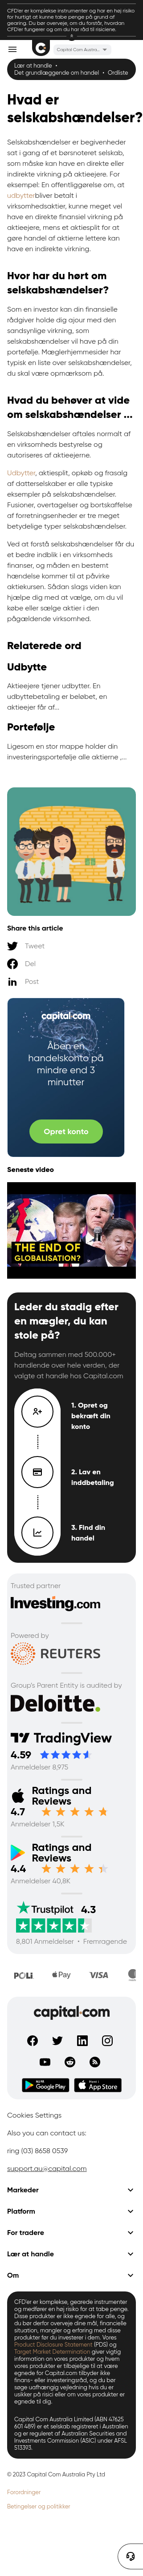 CFD'er er komplekse instrumenter og har en høj risiko
for hurtigt at kunne tabe penge på grund af
gearing. Du bør overveje, om du forstår, hvordan
CFD'er fungerer og om du har råd til risiciene.
Capital Com Austra...
Lær at handle •
Det grundlæggende om handel • Ordliste
Hvad er
selskabshændelser?
Selskabshændelser er begivenheder
sat i gang af et børsnoteret selskab,
som måske kan have en direkte eller
indirekte virkning på aktiepriserne. For
eksempel: En offentliggørelse om, at
udbytterbliver betalt i
virksomhedsaktier, kunne meget vel
have en direkte finansiel virkning på
aktiepriserne, mens et aktiesplit for at
gøre handel af aktierne lettere kun
have en indirekte virkning.
Hvor har du hørt om
selskabshændelser?
Som en investor kan din finansielle
rådgiver holde dig ajour med den
sandsynlige virkning, som
selskabshændelser vil have på din
portefølje. Mæglerhjemmesider har
typisk en liste over selskabshændelser,
du skal være opmærksom på.
Hvad du behøver at vide
om selskabshændelser ...
Selskabshændelser aftales normalt af
en virksomheds bestyrelse og
autoriseres af aktieejerne.
Udbytter, aktiesplit, opkøb og frasalg
af datterselskaber er alle typiske
eksempler på selskabshændelser.
Fusioner, overtagelser og bortskaffelse
af forretningsenheder er tre meget
betydelige typer selskabshændelser.
Ved at forstå selskabshændelser får du
et bedre indblik i en virksomheds
finanser, og måden en bestemt
hændelse kommer til at påvirke
aktiekursen. Sådan slags viden kan
hjælpe dig med at vælge, om du vil
købe eller sælge aktier i den
pågældende virksomhed.
Relaterede ord
Udbytte
Aktieejere tjener udbytter. En
udbyttebetaling er beløbet, en
aktieejer får af...
Portefølje
Ligesom en stor mappe holder din
investeringsportefølje alle aktierne ,...
Share this article
Tweet
Del
Post
capital.com
Åben en
handelskonto på
mindre end 3
minutter
Opret konto
Seneste video
THE END OF
GLOBALISATION?
Leder du stadig efter
en mægler, du kan
stole på?
Deltag sammen med 500.000+
handlende over hele verden, der
valgte at handle hos Capital.com
1. Opret og
bekræft din
konto
2. Lav en
inddbetaling
3. Find din
handel
Trusted partner
Investing.com
Powered by
REUTERS
Group's Parent Entity is audited by
Deloitte.
TradingView
4.59
Anmeldelser 8,975
Ratings and
Reviews
4.7
Anmeldelser 1,5K
Ratings and
Reviews
4.4
Anmeldelser 40,8K
Trustpilot 4.3
8,801 Anmeldelser • Fremragende
POLi
Pay
VISA
capital.com
Google Play
App Store
Cookies Settings
Also you can contact us:
ring (03) 8658 0539
support.au@capital.com
Markeder
Platform
For tradere
Lær at handle
Om
CFD'er er komplekse, gearede instrumenter
og medfører en høj risiko for at tabe penge.
Disse produkter er ikke egnede for alle, og
du bør tage højde for dine målsætninger,
din finansielle situation, dine behov,
erfaring, mangler og erfaring med disse
produkter før du investerer i dem. Vores
Product Disclosure Statement (PDS) og
Target Market Determination giver vigtig
information om vores produkter og hvem
vores produkter er tilbøjelige til at være
egnede for Capital.com tilbyder ikke
finans- eller investeringsråd, og du bør
søge uafhængig vejledning hvis du er
usikker på risici eller om vores produkter er
egnede til dig.
Capital Com Australia Limited (ABN 47625
601 489) er et selskab registreret i Australien
og er reguleret af Australian Securities and
Investments Commission (ASIC) under AFSL
513393.
© 2023 Capital Com Australia Pty Ltd
Forordninger
Betingelser og politikker